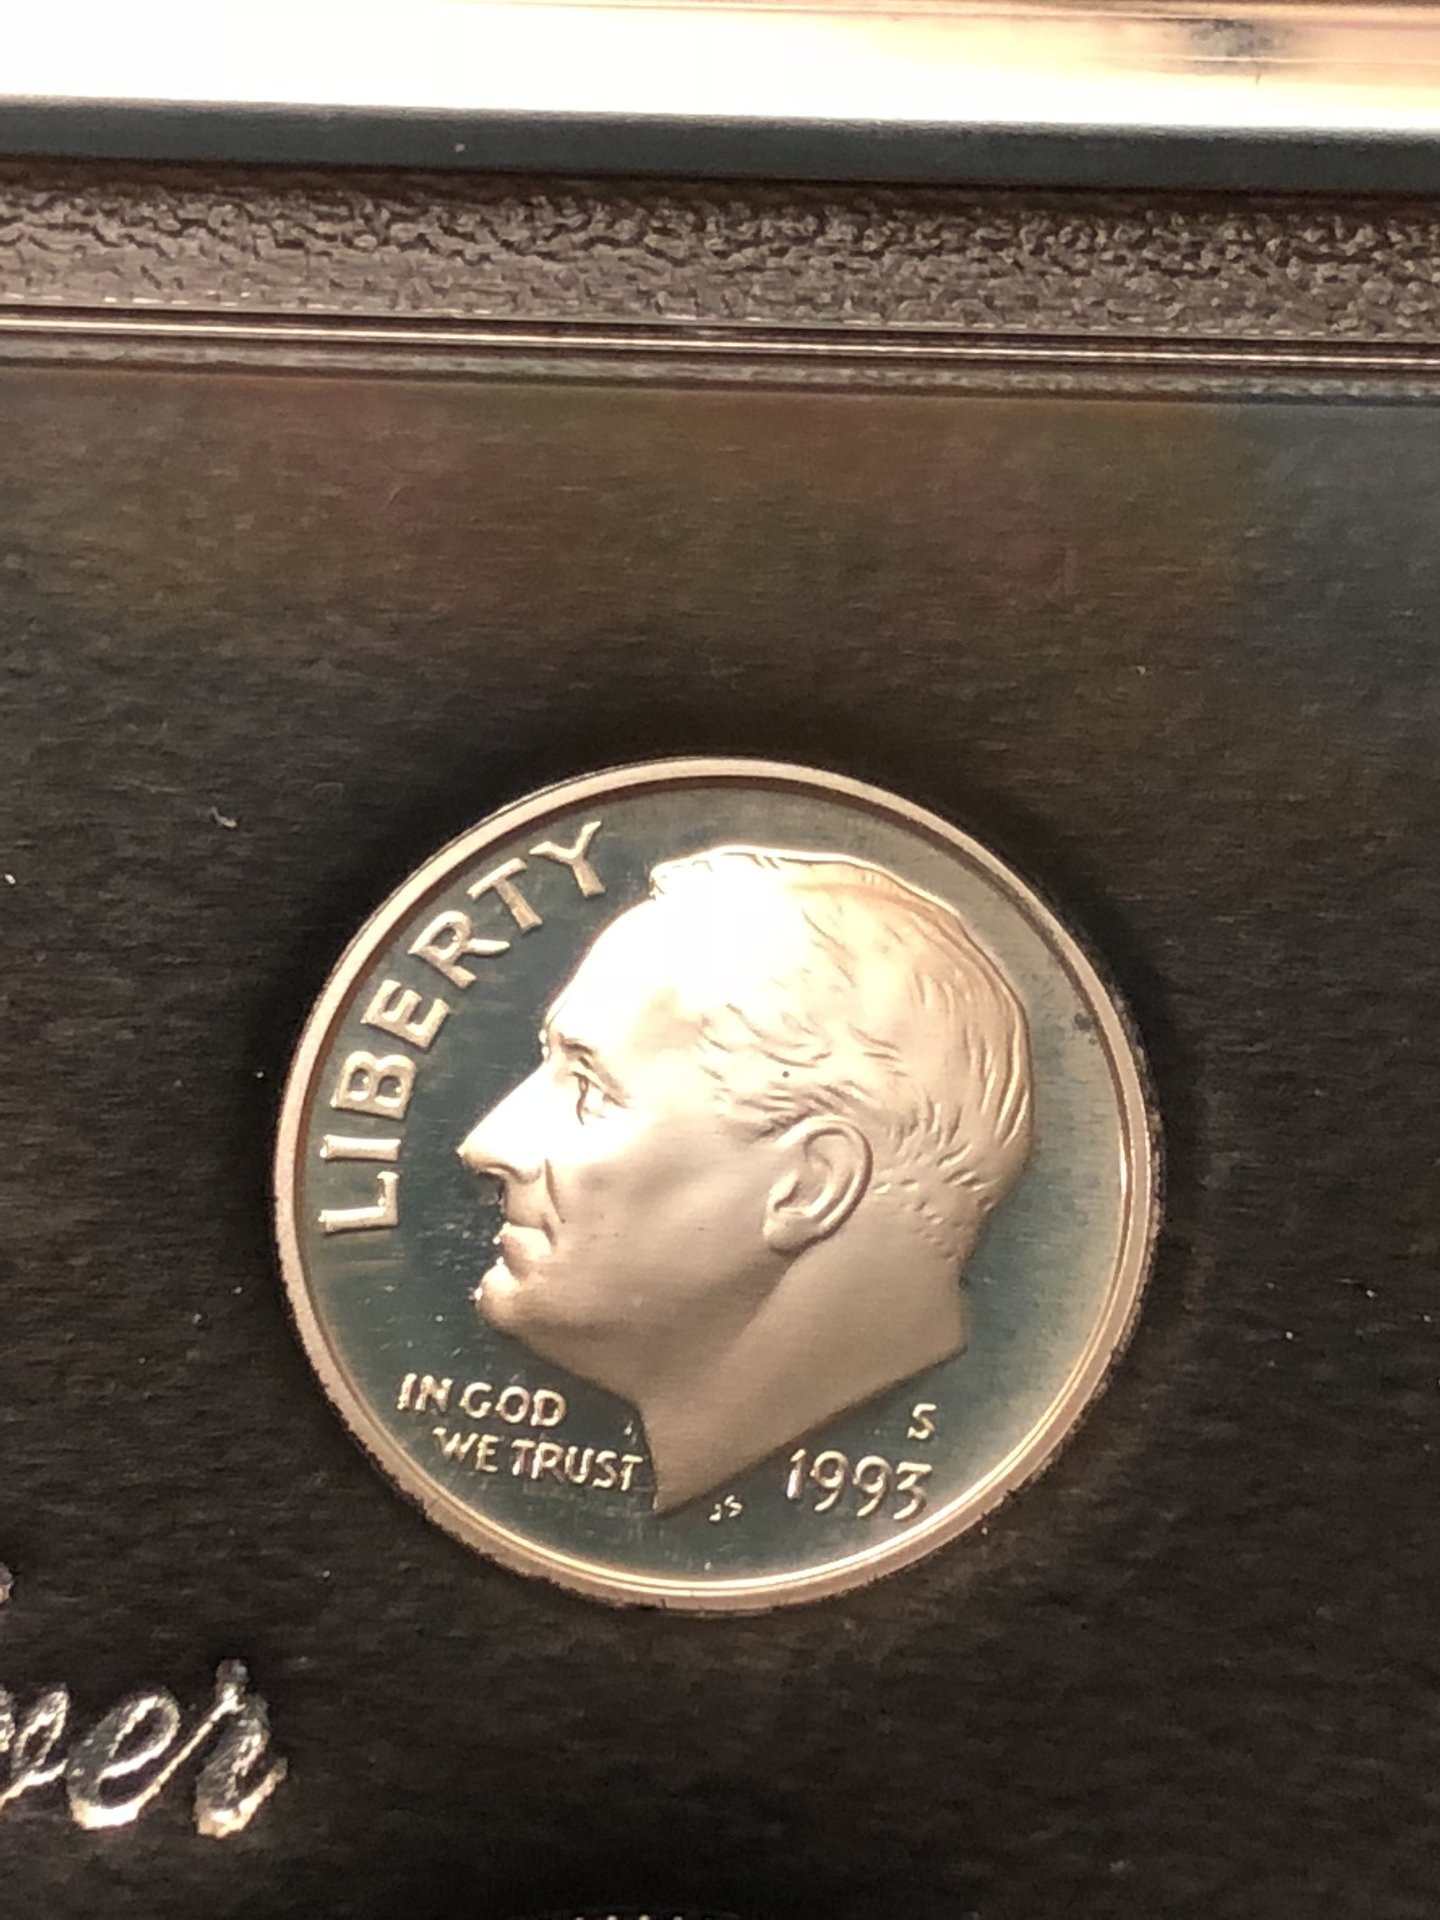 LIBERTY
IN GOD
WE TRUST
JS
S
1993